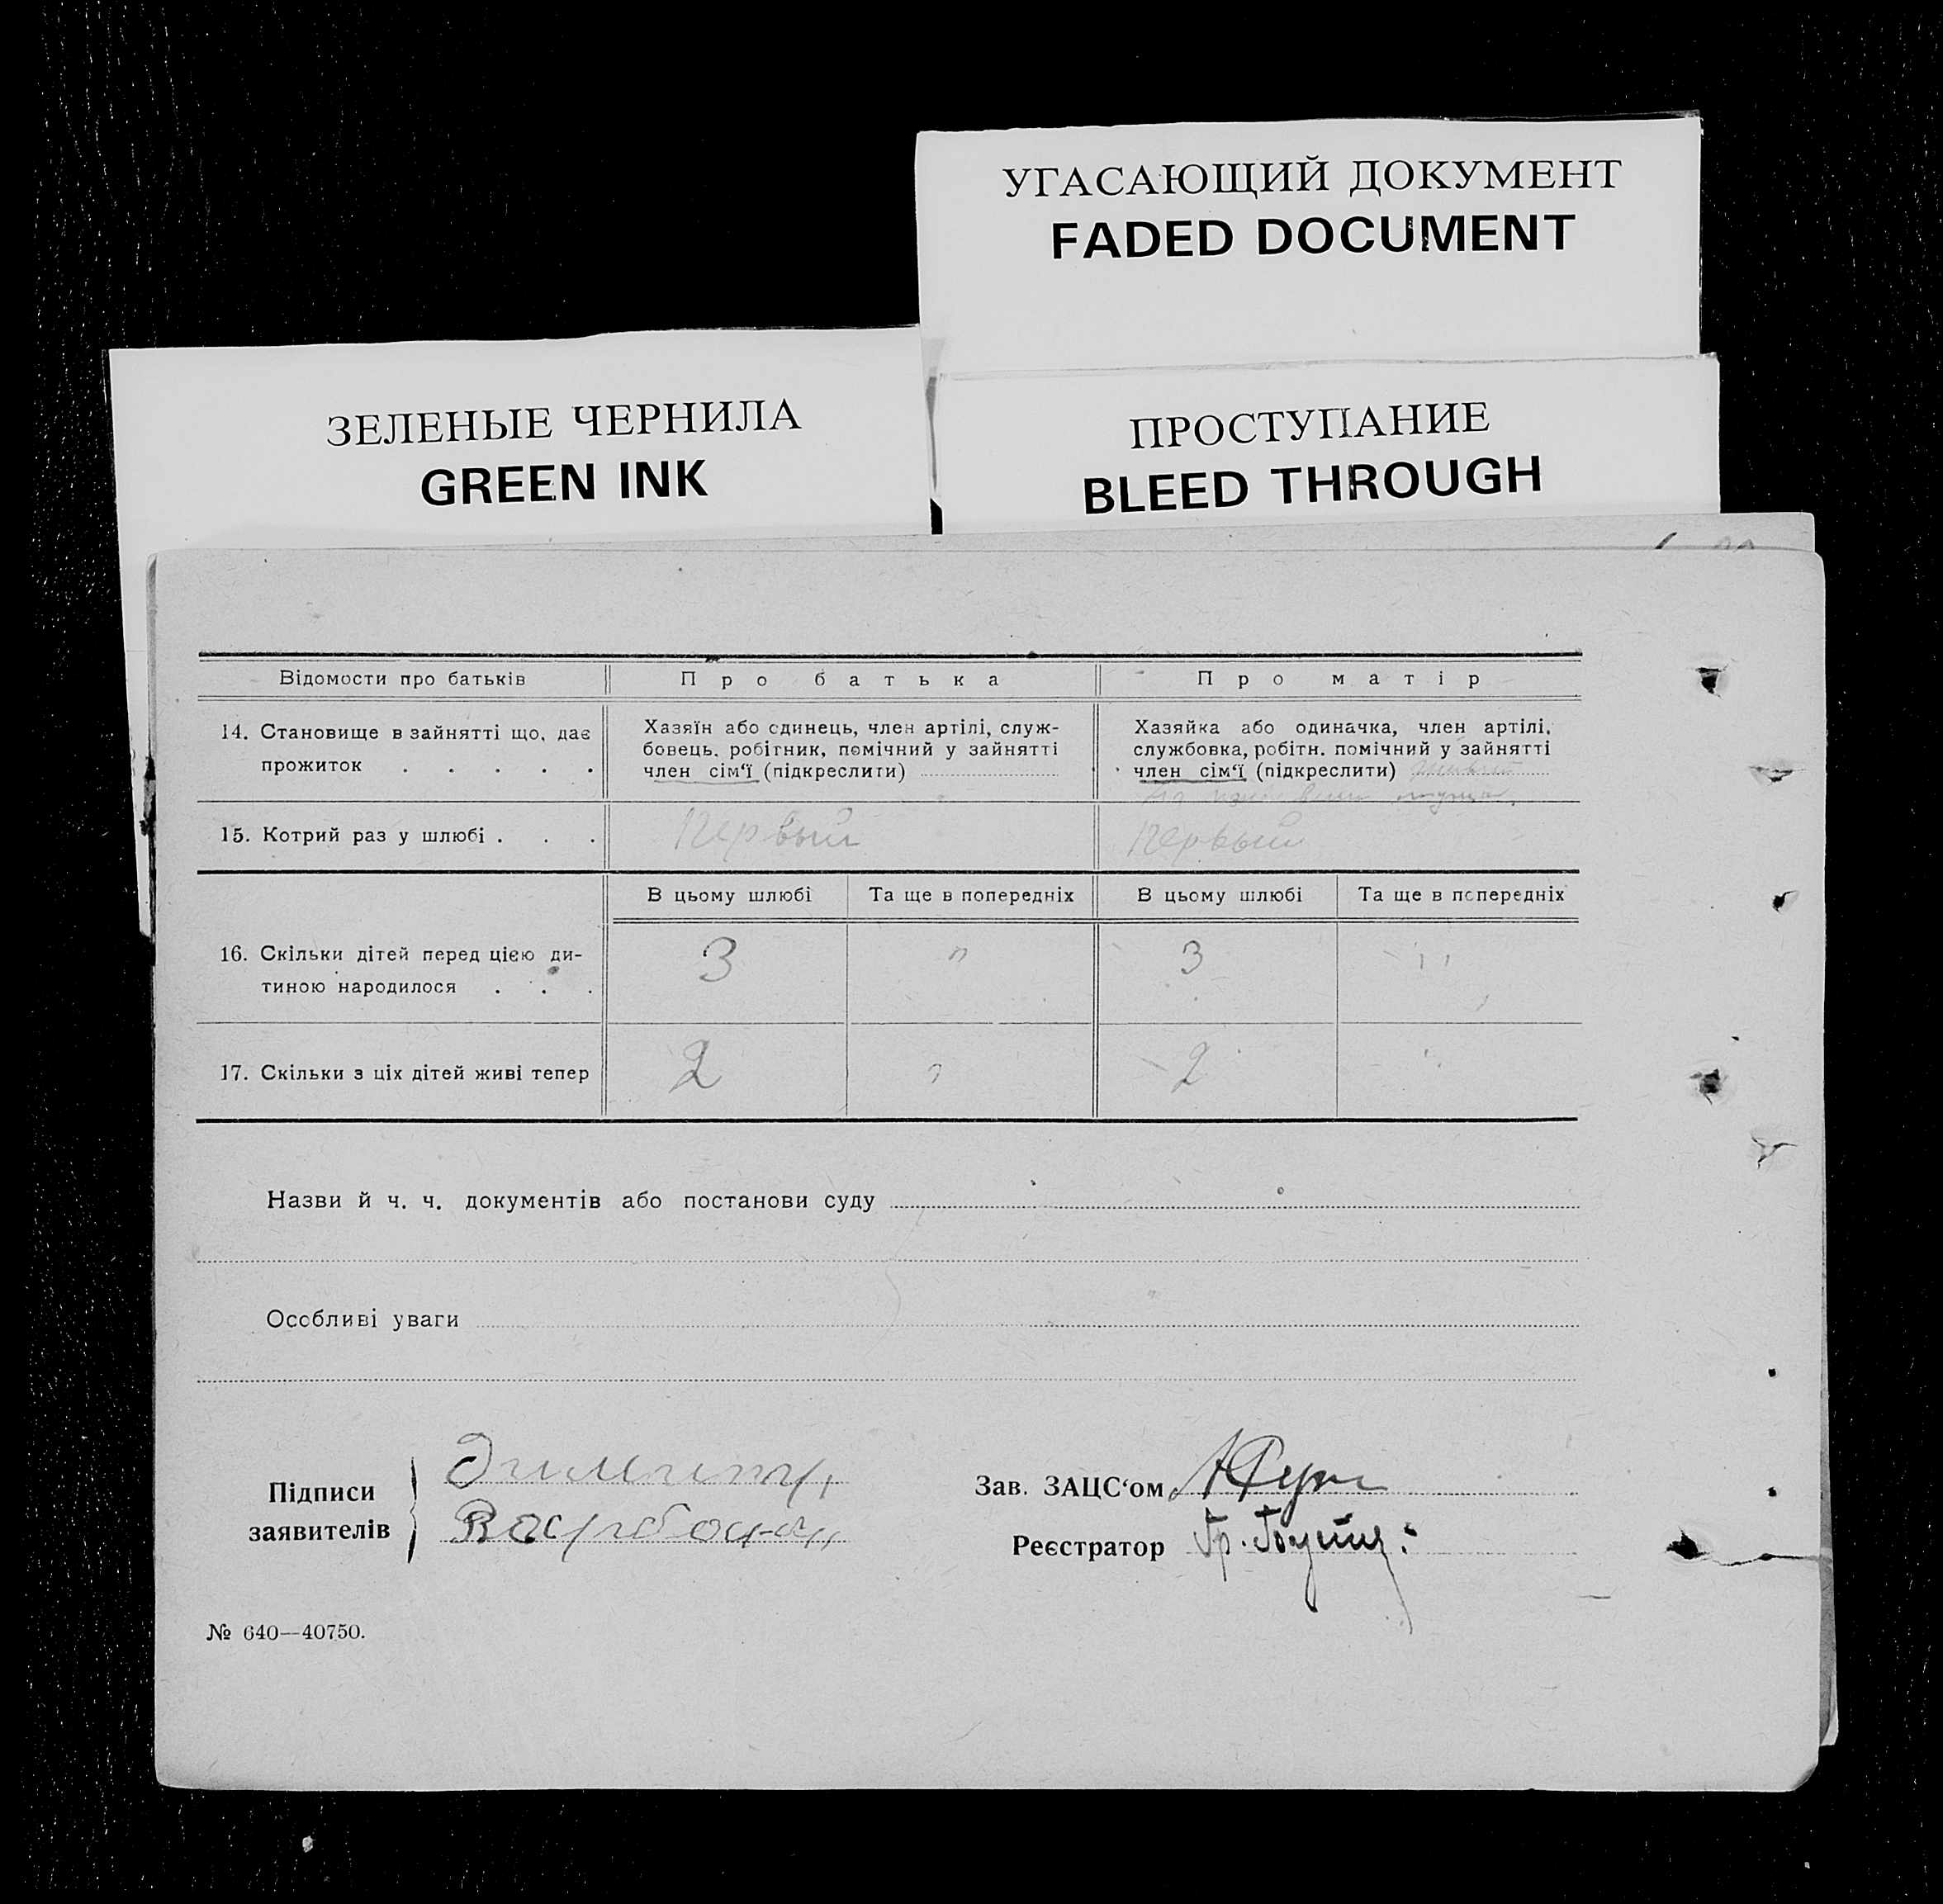 УГАСАЮЩИЙ ДОКУМЕНТ
FADED DOCUMENT
ЗЕЛЕНЫЕ ЧЕРНИЛА
GREEN INK
ПРОСТУПАНИЕ
BLEED THROUGH
Відомости про батьків
Про батька
Про матір
14. Становище в зайнятті що, дає
прожиток . . . . .
Хазяїн або одинець, член артілі, служ-
бовець, робітник, помічний у зайнятті
член сім'ї (підкреслити)
Хазяйка або одиначка, член артілі,
службовка, робітн. помічний у зайнятті
член сім'ї (підкреслити)
15. Котрий раз у шлюбі . . .
Первый
Первый
В цьому шлюбі
Та ще в попередніх
В цьому шлюбі
Та ще в попередніх
16. Скільки дітей перед цією ди-
тиною народилося . . .
3
"
3
"
17. Скільки з ціх дітей живі тепер
2
"
2
"
Назви й ч. ч. документів або постанови суду
Особливі уваги
Підписи
заявителів
Зав. ЗАЦС'ом
Реєстратор
№ 640—40750.